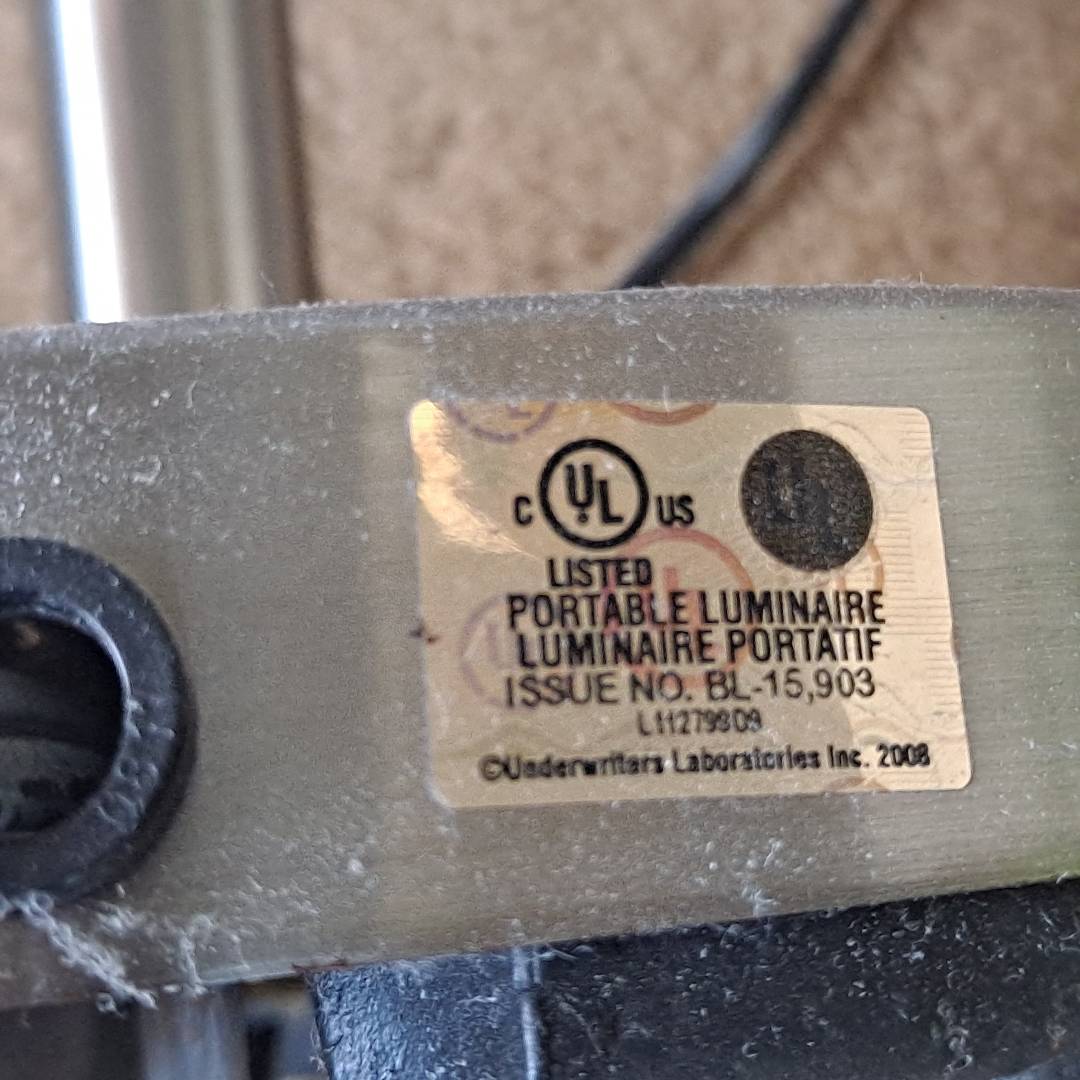 C UL US
LISTED
PORTABLE LUMINAIRE
LUMINAIRE PORTATIF
ISSUE NO. BL-15,903
©Underwriters Laboratories Inc. 2008